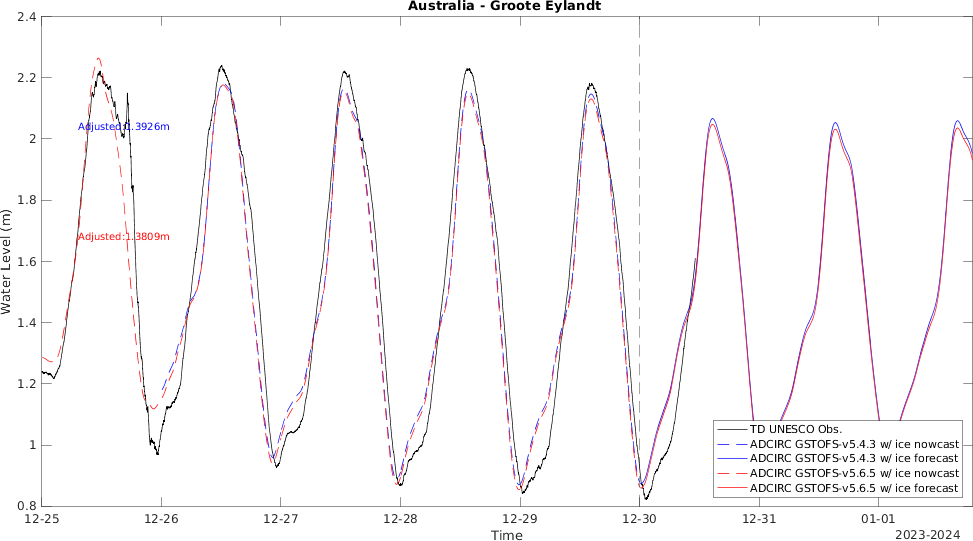 Australia - Groote Eylandt
2.4
2.2
2
1.8
1.6
1.4
1.2
1
0.8
Water Level (m)
Adjusted:1.3926m
Adjusted:1.3809m
TD UNESCO Obs.
ADCIRC GSTOFS-v5.4.3 w/ ice nowcast
ADCIRC GSTOFS-v5.4.3 w/ ice forecast
ADCIRC GSTOFS-v5.6.5 w/ ice nowcast
ADCIRC GSTOFS-v5.6.5 w/ ice forecast
12-25 12-26 12-27 12-28 12-29 12-30 12-31 01-01
Time
2023-2024